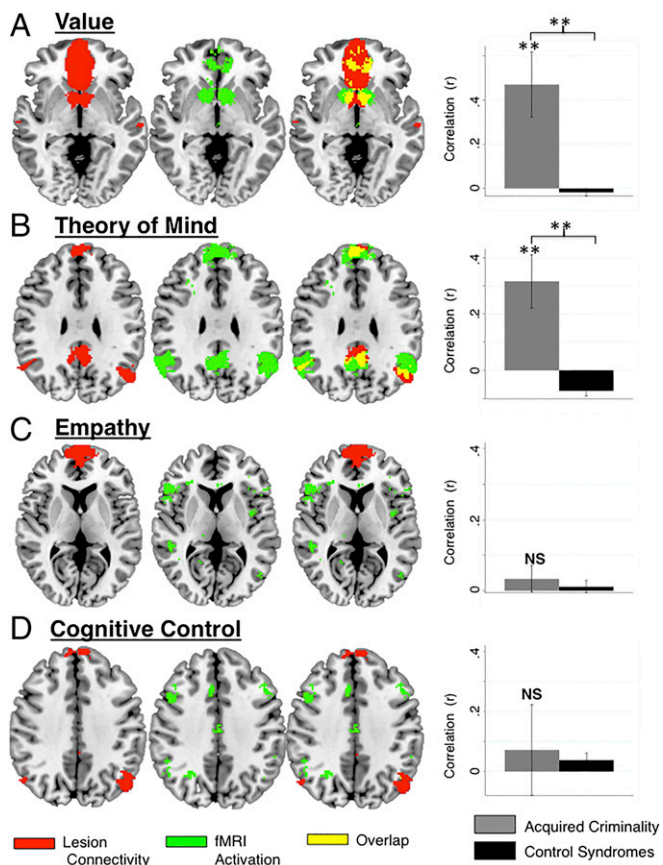 A Value
**
**
Correlation (r)
.4
.2
0
B Theory of Mind
**
**
Correlation (r)
.4
.2
0
C Empathy
Correlation (r)
.4
.2
0
NS
D Cognitive Control
Correlation (r)
.4
.2
0
NS
Lesion Connectivity
fMRI Activation
Overlap
Acquired Criminality
Control Syndromes